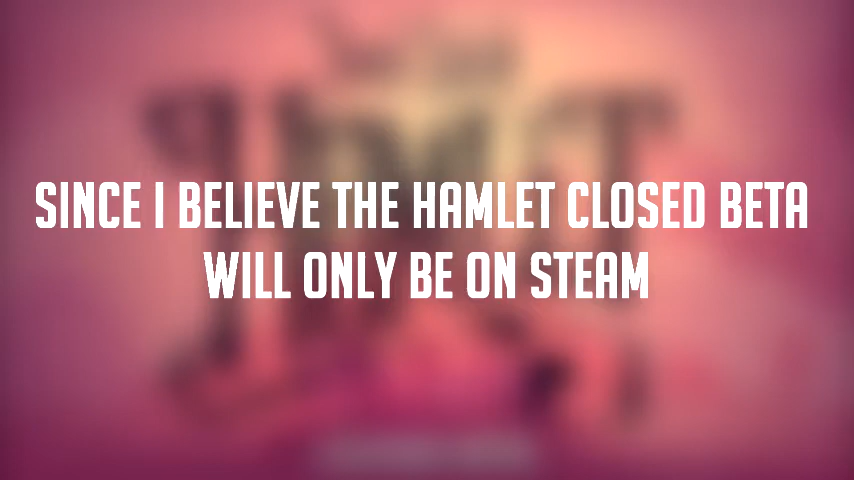 SINCE I BELIEVE THE HAMLET CLOSED BETA
WILL ONLY BE ON STEAM